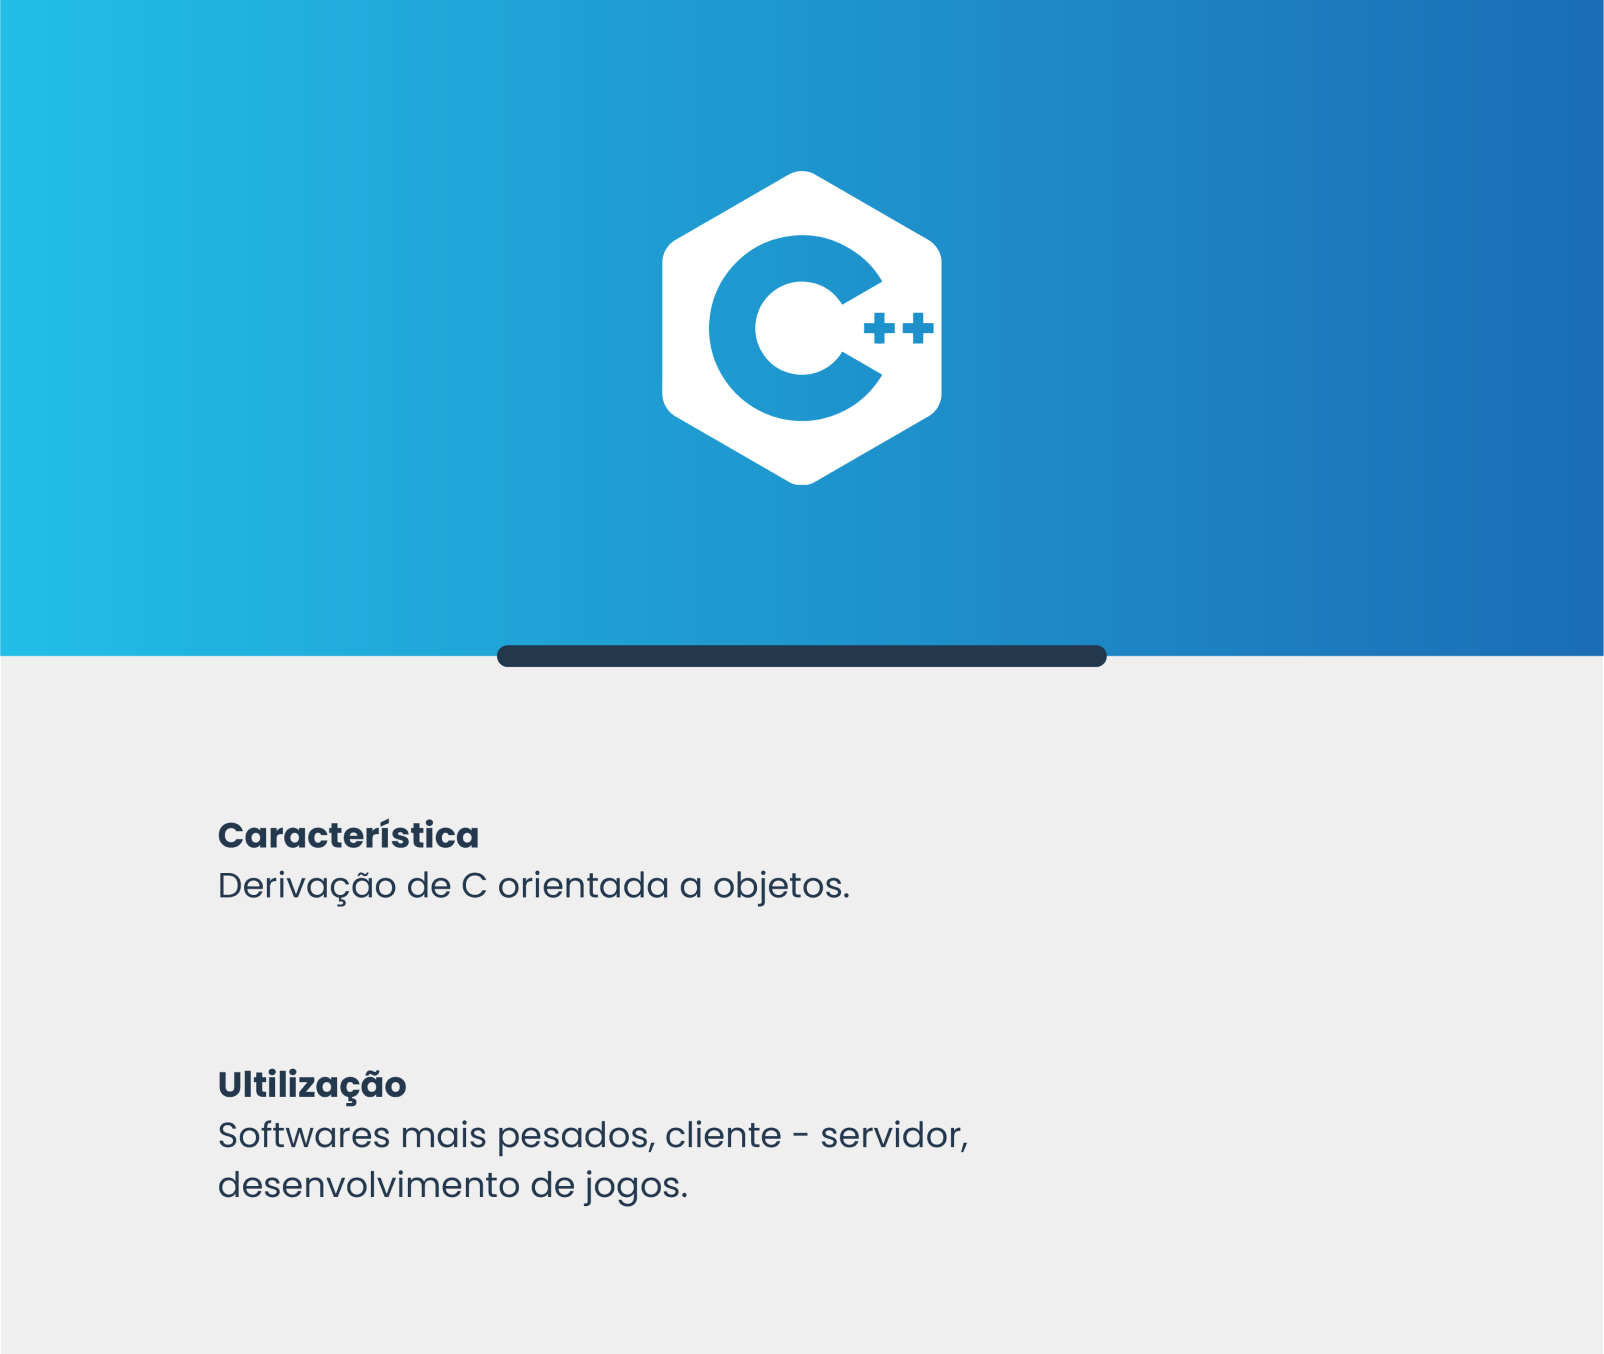 C++
Característica
Derivação de C orientada a objetos.
Ultilização
Softwares mais pesados, cliente - servidor,
desenvolvimento de jogos.